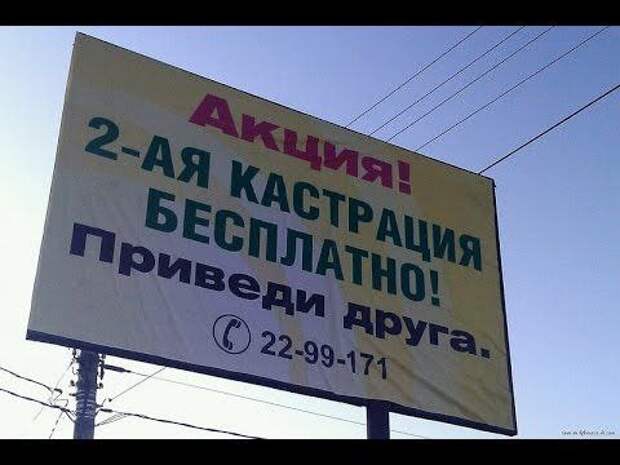 Акция!
2-АЯ КАСТРАЦИЯ
БЕСПЛАТНО!
Приведи друга.
22-99-171